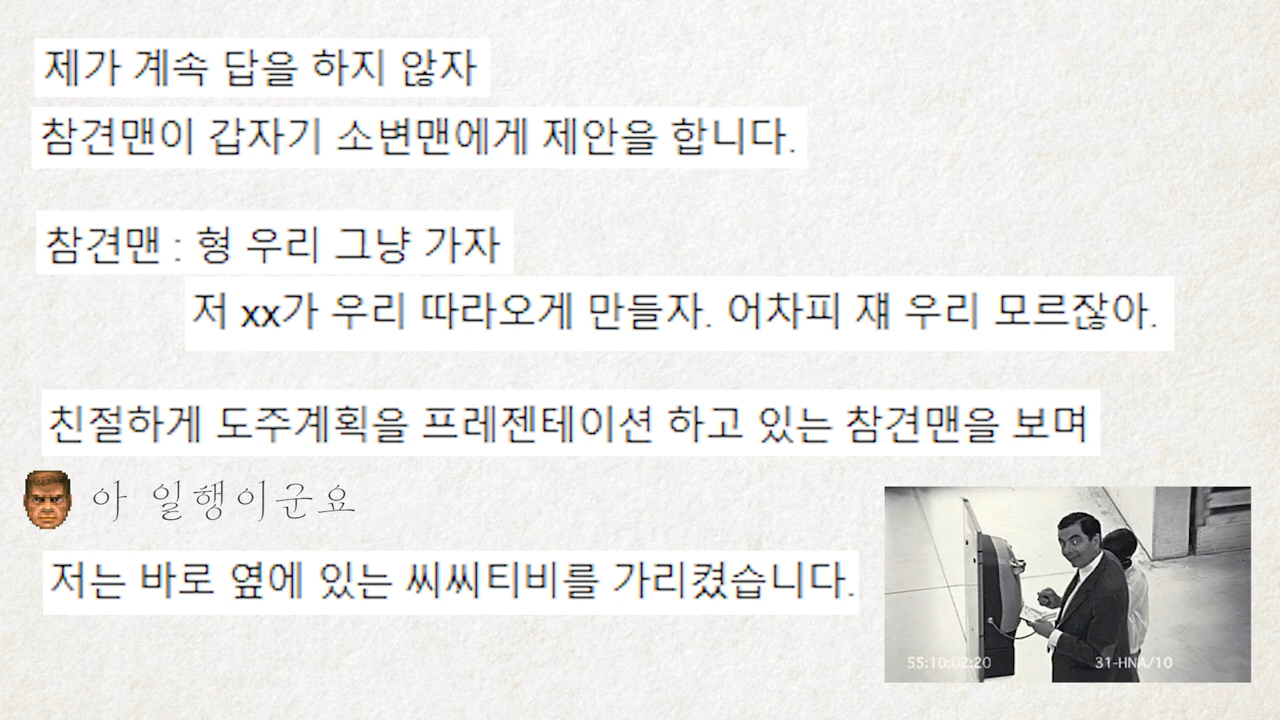 제가 계속 답을 하지 않자
참견맨이 갑자기 소변맨에게 제안을 합니다.
참견맨 : 형 우리 그냥 가자
저 xx가 우리 따라오게 만들자. 어차피 쟤 우리 모르잖아.
친절하게 도주계획을 프레젠테이션 하고 있는 참견맨을 보며
아 일행이군요
저는 바로 옆에 있는 씨씨티비를 가리켰습니다.
55:10:02:20
31-HNA/10